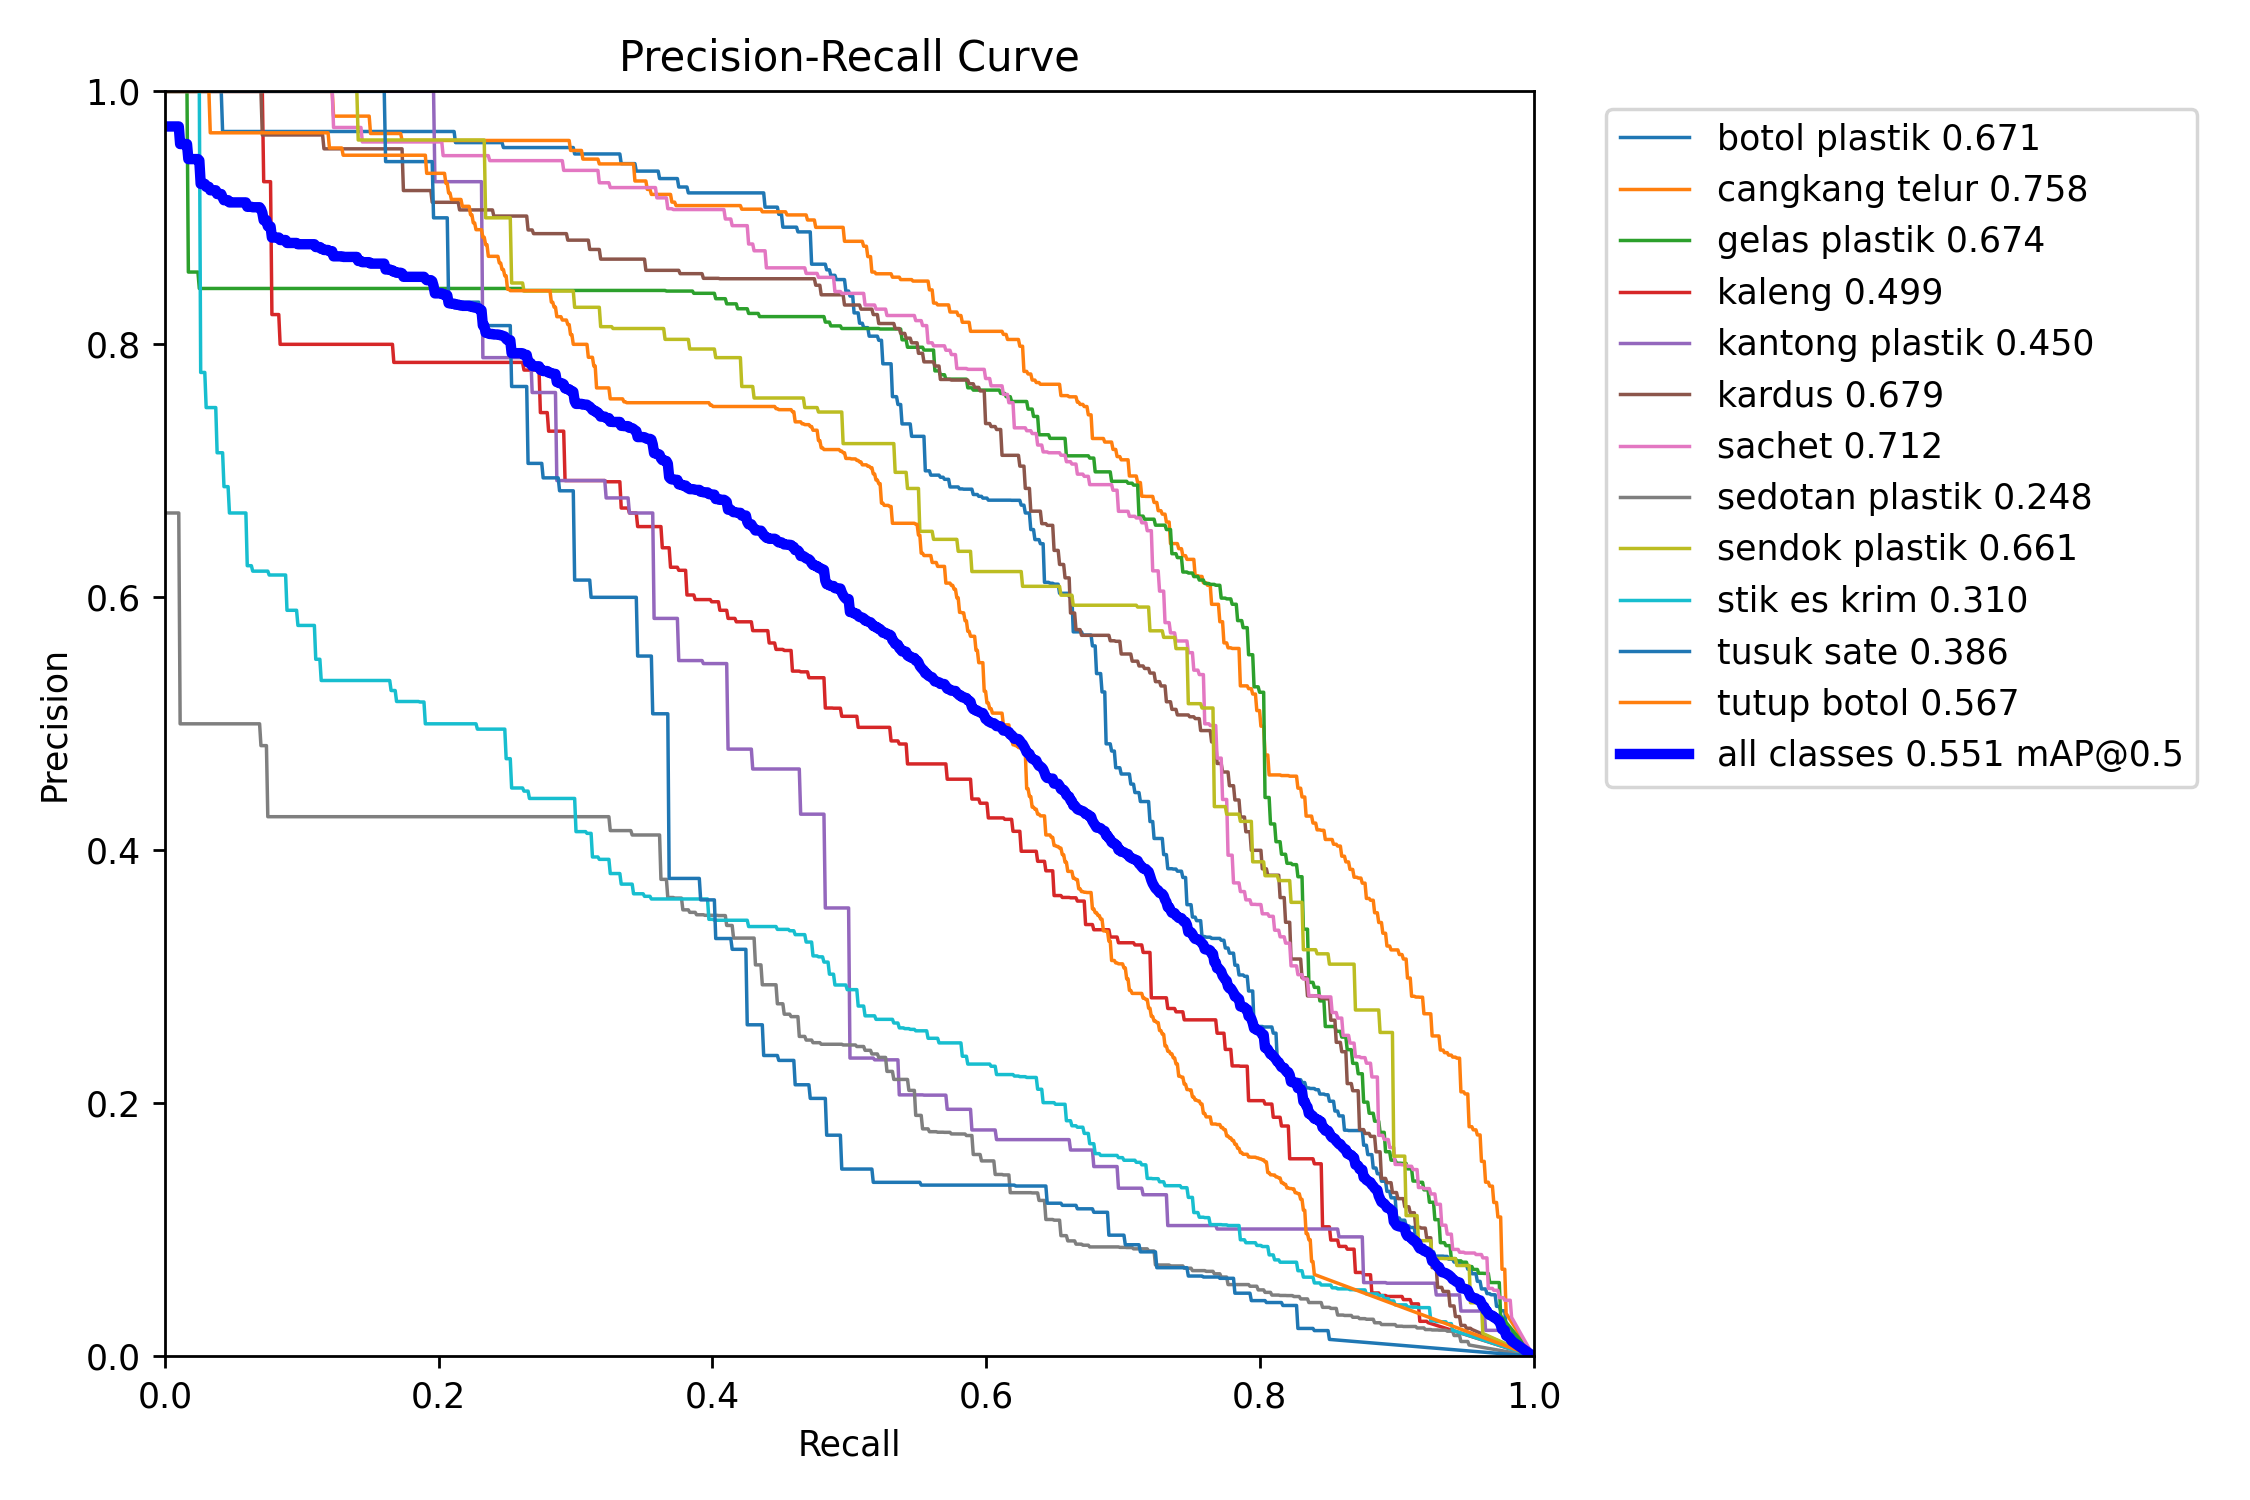 Precision-Recall Curve
1.0
0.8
0.6
0.4
0.2
0.0
Precision
0.0 0.2 0.4 0.6 0.8 1.0
Recall
botol plastik 0.671
cangkang telur 0.758
gelas plastik 0.674
kaleng 0.499
kantong plastik 0.450
kardus 0.679
sachet 0.712
sedotan plastik 0.248
sendok plastik 0.661
stik es krim 0.310
tusuk sate 0.386
tutup botol 0.567
all classes 0.551 mAP@0.5